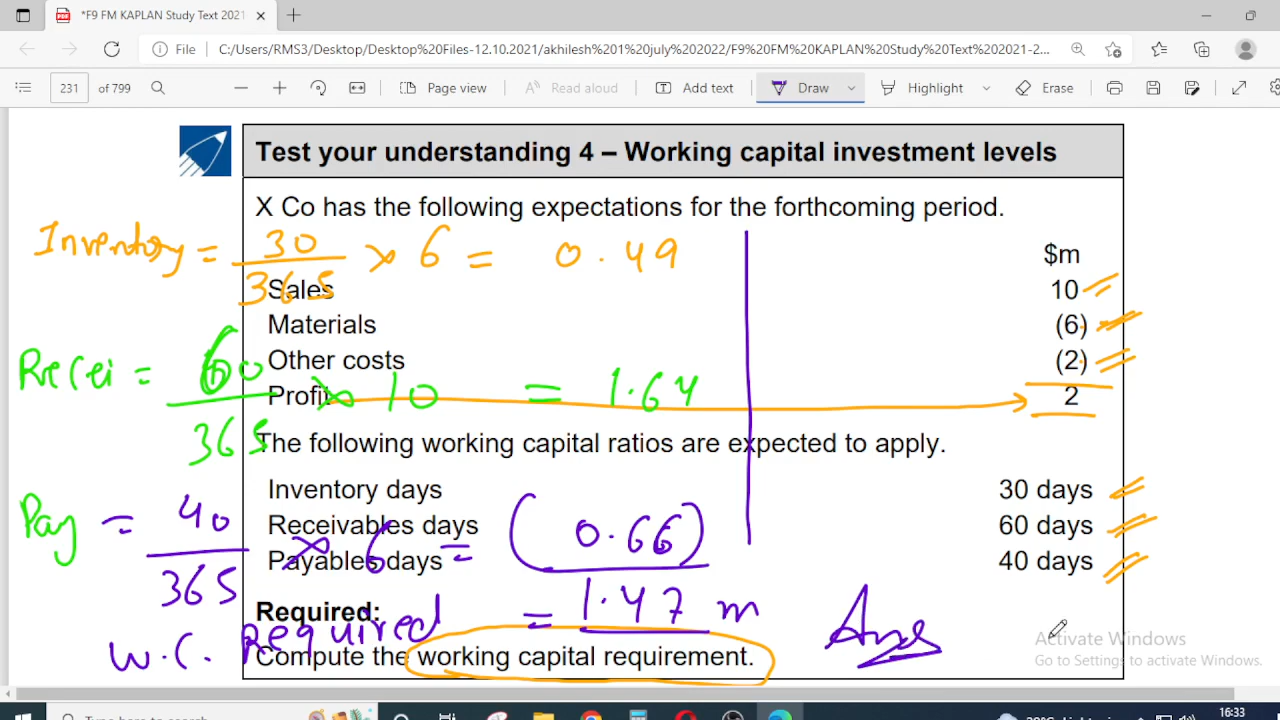 *F9 FM KAPLAN Study Text 2021
File C:/Users/RMS3/Desktop/Desktop%20Files-12.10.2021/akhilesh%201%20july%202022/F9%20FM%20KAPLAN%20Study%20Text%202021-2...
231 of 799 Page view Read aloud Add text Draw Highlight Erase
Test your understanding 4 – Working capital investment levels
X Co has the following expectations for the forthcoming period.
Inventory = 30/365 × 6 = 0.49
$m
Sales 10
Materials (6)
Other costs (2)
Recei = 60/365 × 10 = 1.64
Profit 2
The following working capital ratios are expected to apply.
Inventory days 30 days
Receivables days 60 days
Pay = 40/365 × 6 = (0.66)
Payables days 40 days
Required:
W.C. Required = 1.47 m Ans
Compute the working capital requirement.
Activate Windows
Go to Settings to activate Windows.
16:33